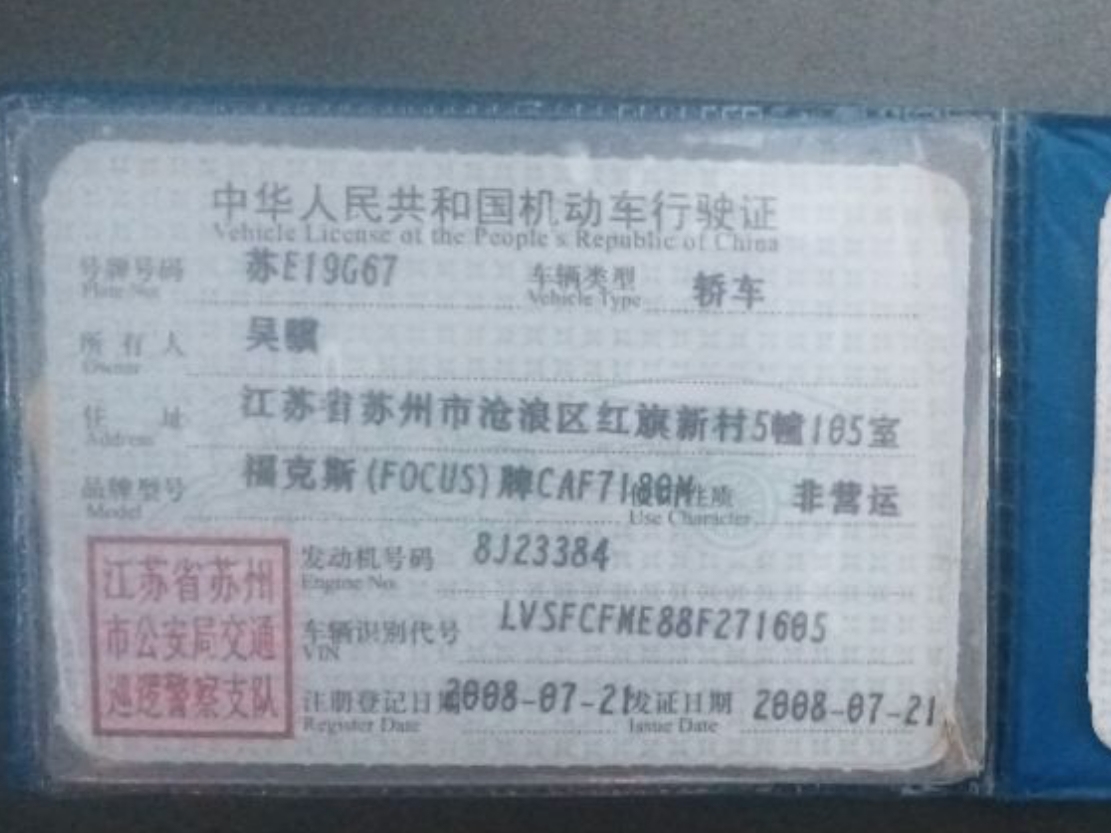 中华人民共和国机动车行驶证
Vehicle License of the People's Republic of China
号牌号码 苏E19G67 车辆类型 轿车
Plate No. Vehicle Type
所有人 吴骥
Owner
住址 江苏省苏州市沧浪区红旗新村5幢105室
Address
品牌型号 福克斯(FOCUS)牌CAF7180M 使用性质 非营运
Model Use Character
发动机号码 8J23384
Engine No.
车辆识别代号 LVSFCFME88F271605
VIN
注册登记日期 2008-07-21 发证日期 2008-07-21
Register Date Issue Date
江苏省苏州
市公安局交通
巡逻警察支队